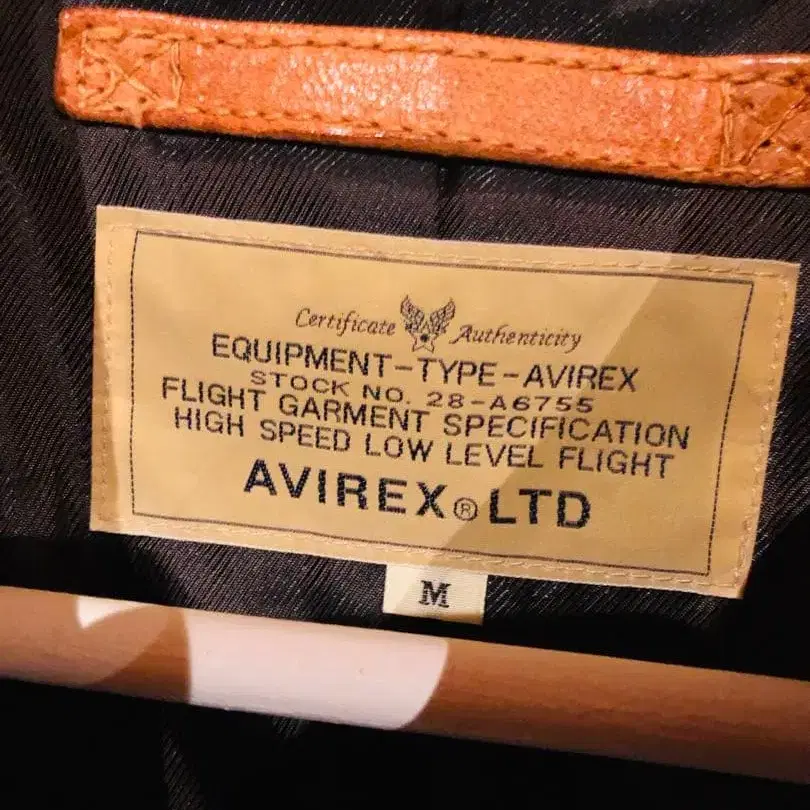 Certificate Authenticity
EQUIPMENT-TYPE-AVIREX
STOCK NO. 28-A6755
FLIGHT GARMENT SPECIFICATION
HIGH SPEED LOW LEVEL FLIGHT
AVIREX®LTD
M